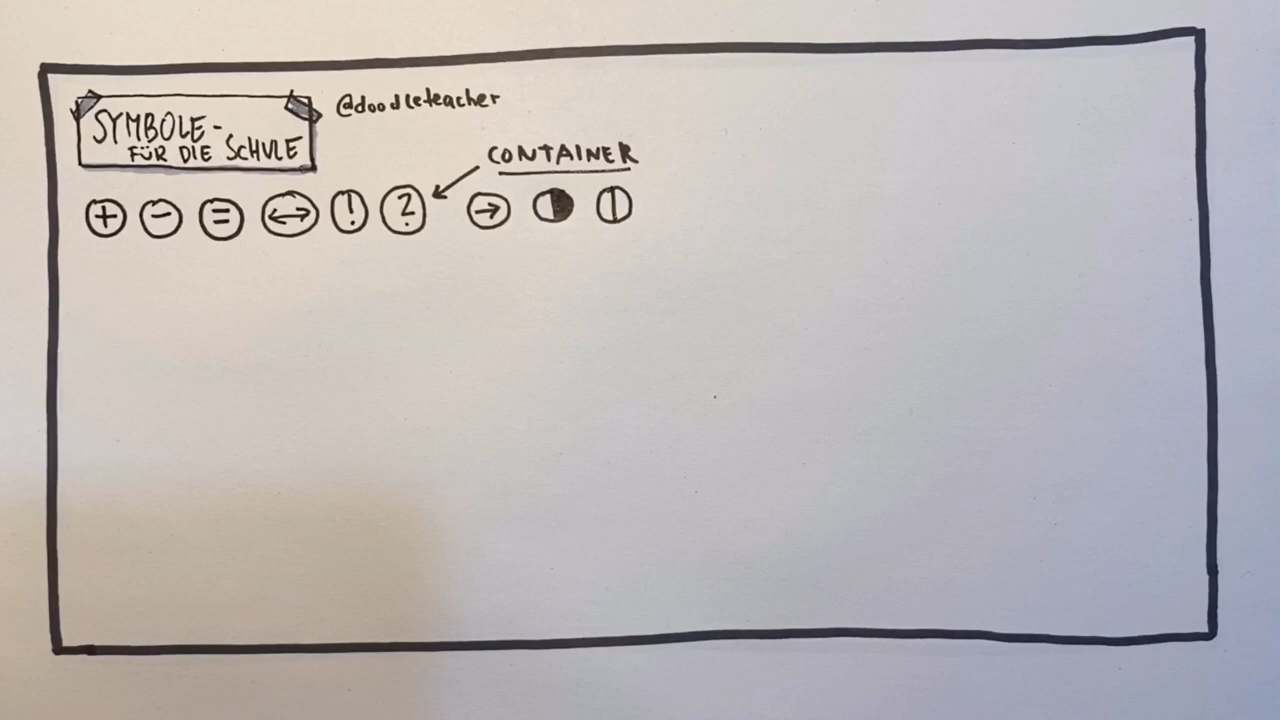 SYMBOLE-
FÜR DIE SCHULE
@doodleteacher
CONTAINER
+ - = ↔ ! ? →